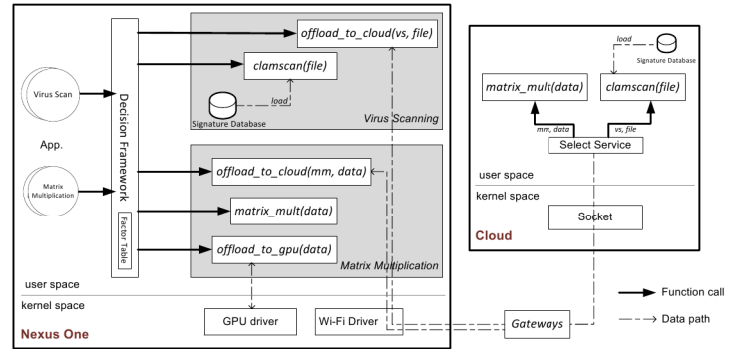 offload_to_cloud(vs, file)
clamscan(file)
load
Signature Database
Virus Scanning
Virus Scan
App.
Matrix
Multiplication
Decision Framework
Factor Table
offload_to_cloud(mm, data)
matrix_mult(data)
offload_to_gpu(data)
Matrix Multiplication
user space
kernel space
GPU driver
Wi-Fi Driver
Nexus One
load
Signature Database
matrix_mult(data)
clamscan(file)
mm, data
vs, file
Select Service
user space
kernel space
Socket
Cloud
Gateways
Function call
Data path